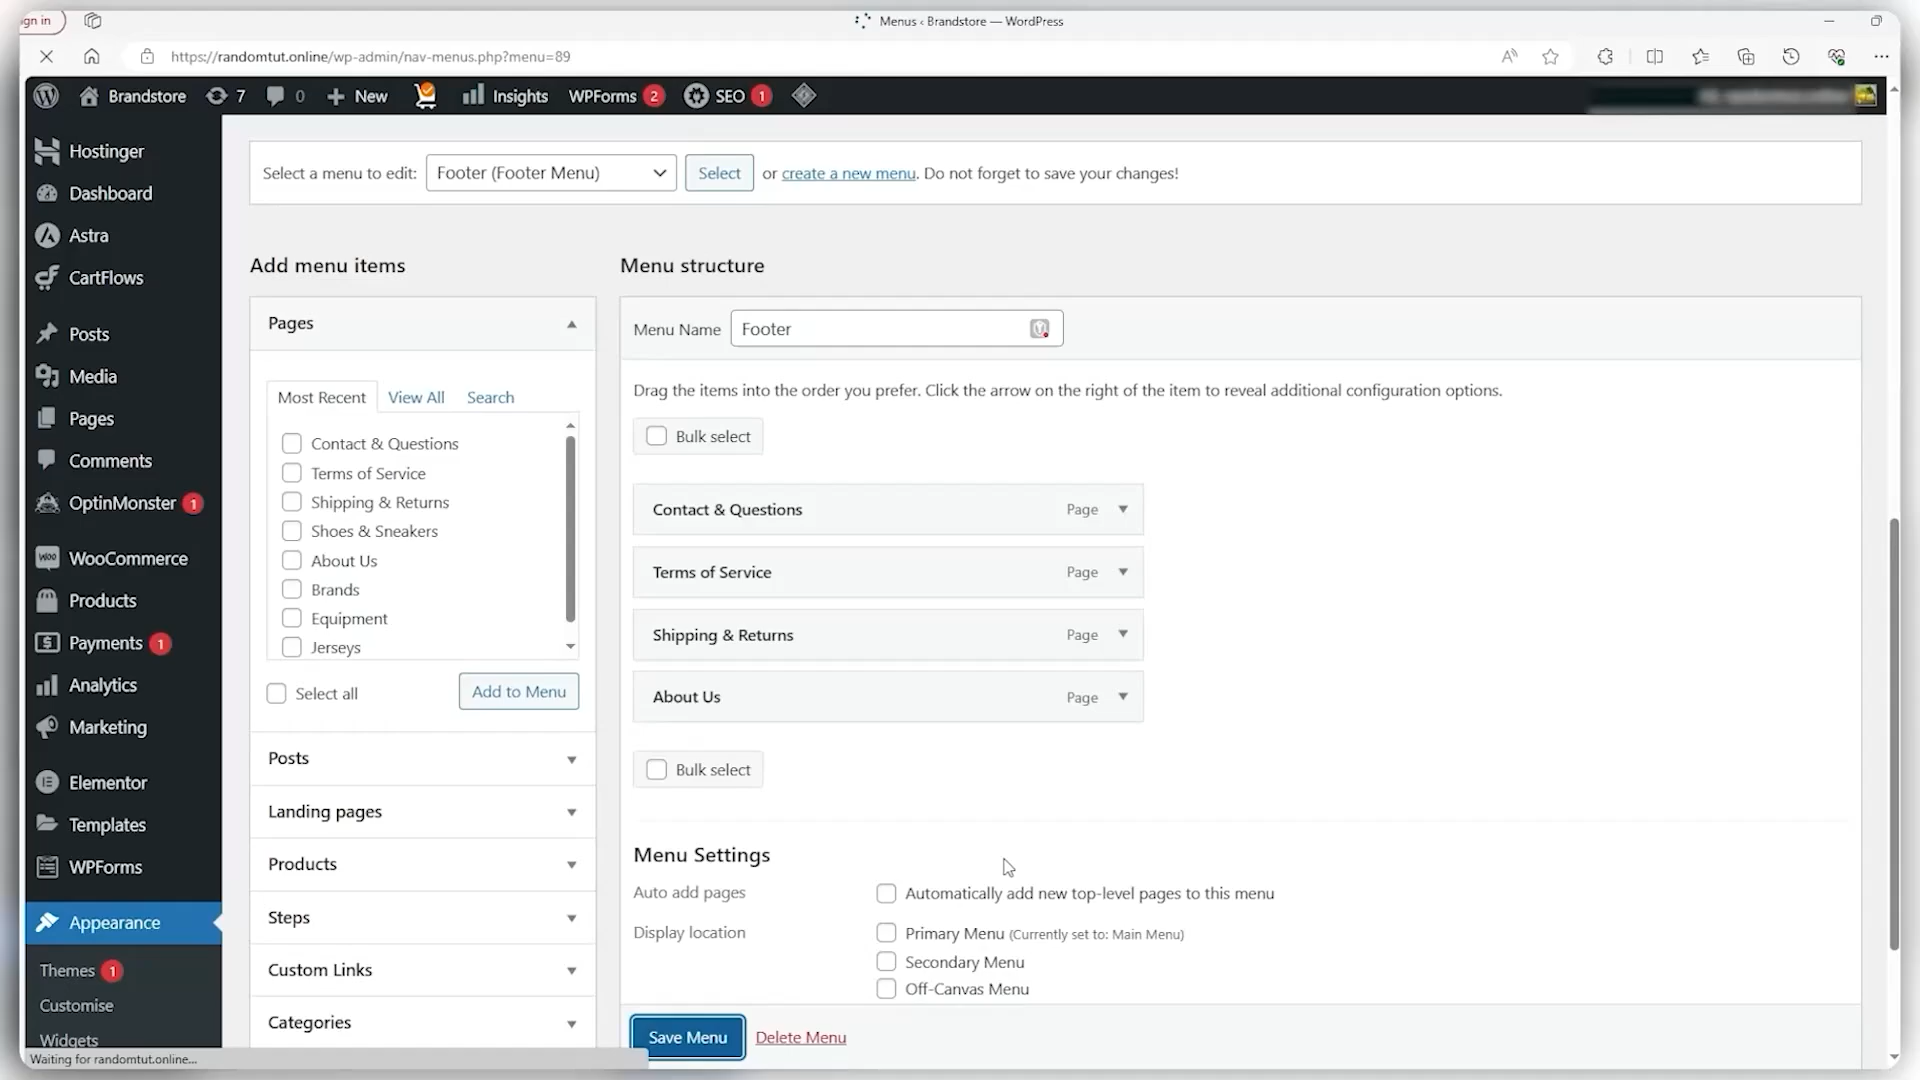 ign in
Menus ‹ Brandstore — WordPress
https://randomtut.online/wp-admin/nav-menus.php?menu=89
Brandstore 7 0 New Insights WPForms 2 SEO 1
Hostinger
Dashboard
Astra
CartFlows
Posts
Media
Pages
Comments
OptinMonster 1
WooCommerce
Products
Payments 1
Analytics
Marketing
Elementor
Templates
WPForms
Appearance
Themes 1
Customise
Widgets
Waiting for randomtut.online...
Select a menu to edit: Footer (Footer Menu) Select or create a new menu. Do not forget to save your changes!
Add menu items
Pages
Most Recent View All Search
Contact & Questions
Terms of Service
Shipping & Returns
Shoes & Sneakers
About Us
Brands
Equipment
Jerseys
Select all Add to Menu
Posts
Landing pages
Products
Steps
Custom Links
Categories
Menu structure
Menu Name Footer
Drag the items into the order you prefer. Click the arrow on the right of the item to reveal additional configuration options.
Bulk select
Contact & Questions Page
Terms of Service Page
Shipping & Returns Page
About Us Page
Bulk select
Menu Settings
Auto add pages Automatically add new top-level pages to this menu
Display location Primary Menu (Currently set to: Main Menu)
Secondary Menu
Off-Canvas Menu
Save Menu Delete Menu